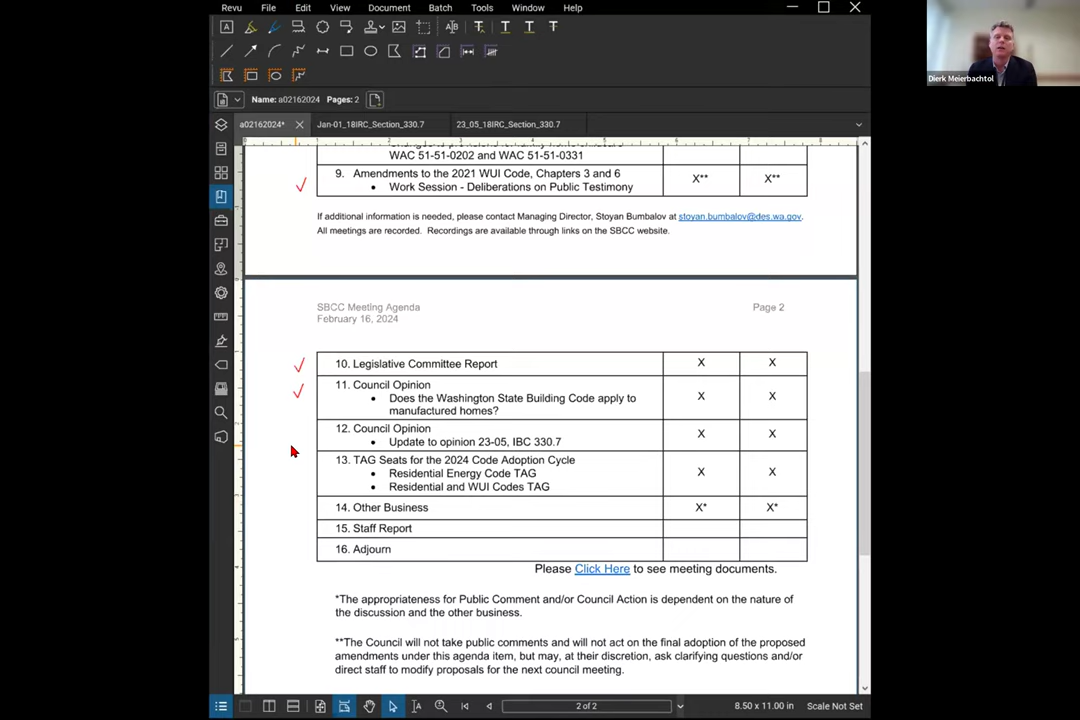 Revu File Edit View Document Batch Tools Window Help
Name: a02162024 Pages: 2
a02162024* Jan-01_18IRC_Section_330.7 23_05_18IRC_Section_330.7
WAC 51-51-0202 and WAC 51-51-0331
9. Amendments to the 2021 WUI Code, Chapters 3 and 6 X** X**
• Work Session - Deliberations on Public Testimony
If additional information is needed, please contact Managing Director, Stoyan Bumbalov at stoyan.bumbalov@des.wa.gov.
All meetings are recorded. Recordings are available through links on the SBCC website.
SBCC Meeting Agenda Page 2
February 16, 2024
10. Legislative Committee Report X X
11. Council Opinion
• Does the Washington State Building Code apply to X X
manufactured homes?
12. Council Opinion X X
• Update to opinion 23-05, IBC 330.7
13. TAG Seats for the 2024 Code Adoption Cycle
• Residential Energy Code TAG X X
• Residential and WUI Codes TAG
14. Other Business X* X*
15. Staff Report
16. Adjourn
Please Click Here to see meeting documents.
*The appropriateness for Public Comment and/or Council Action is dependent on the nature of
the discussion and the other business.
**The Council will not take public comments and will not act on the final adoption of the proposed
amendments under this agenda item, but may, at their discretion, ask clarifying questions and/or
direct staff to modify proposals for the next council meeting.
2 of 2 8.50 x 11.00 in Scale Not Set
Dierk Meierbachtol